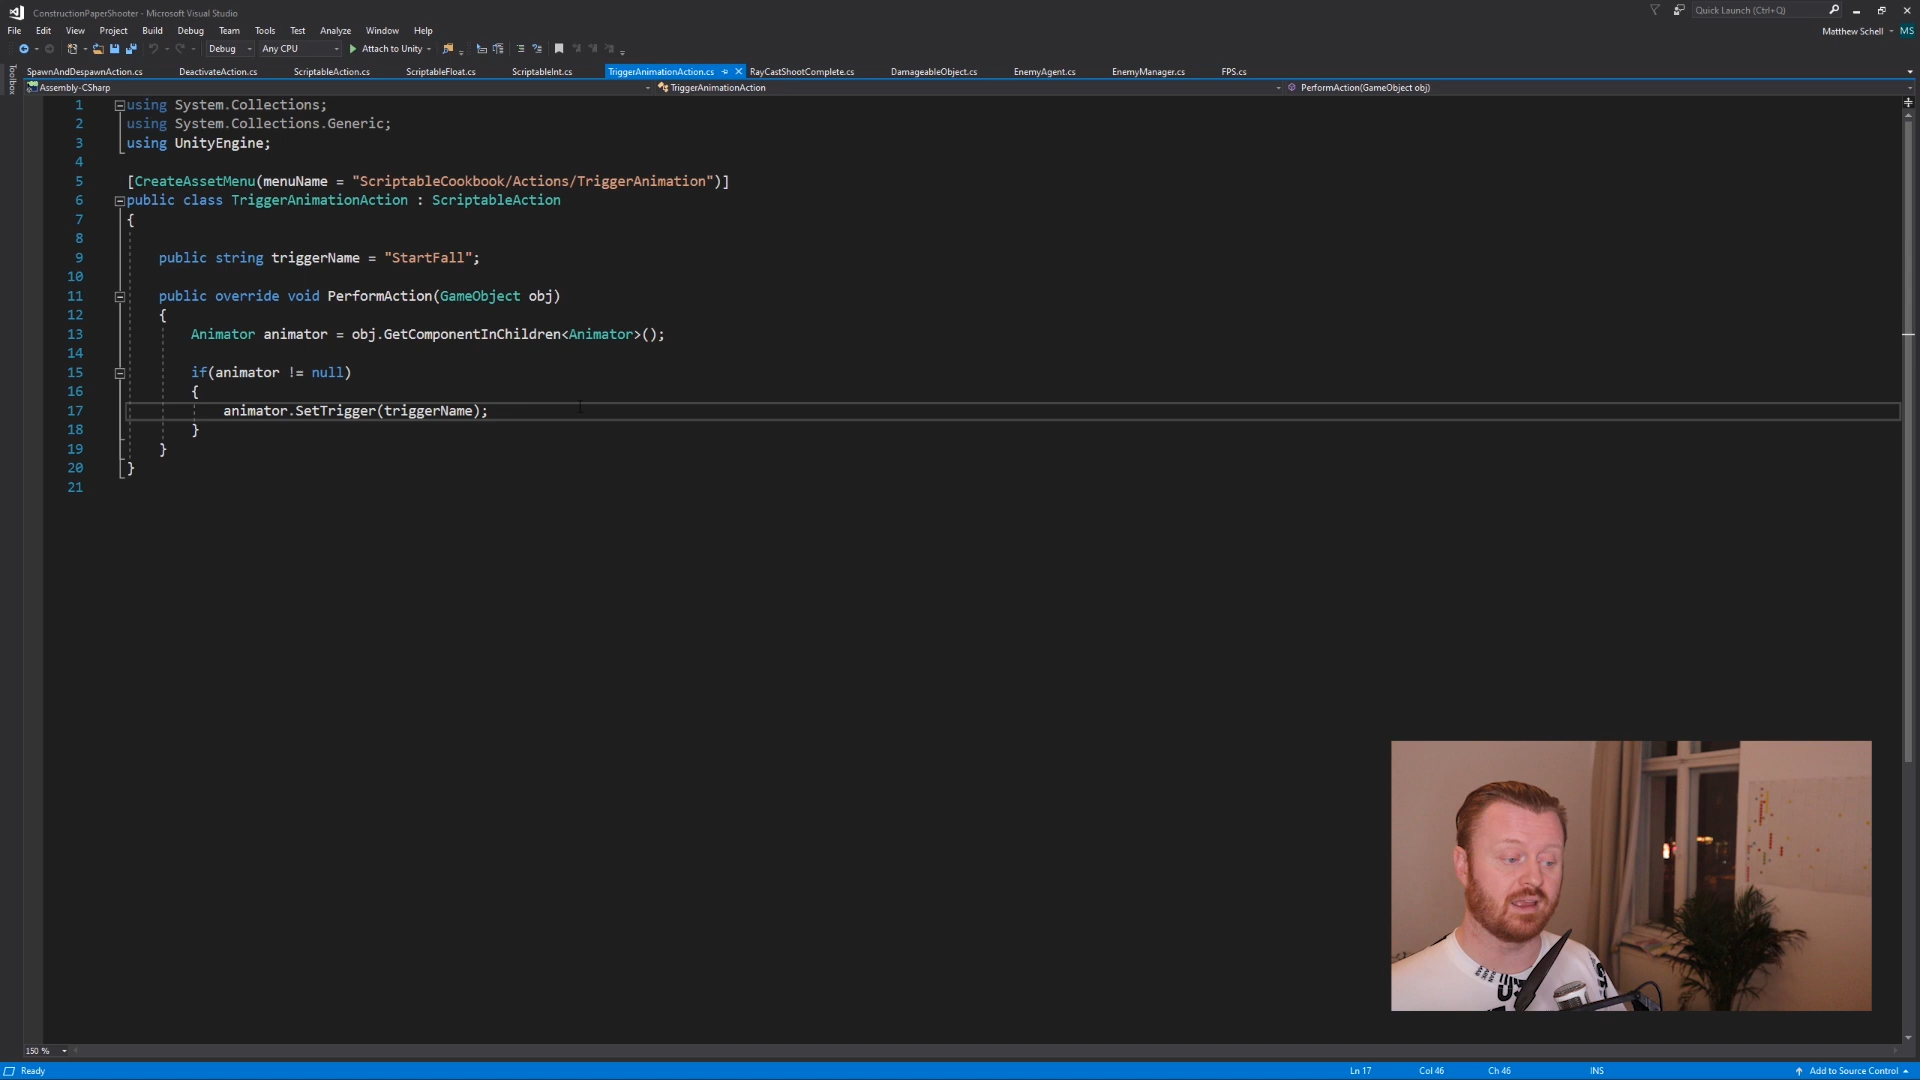 ConstructionPaperShooter - Microsoft Visual Studio
Quick Launch (Ctrl+Q)
File Edit View Project Build Debug Team Tools Test Analyze Window Help
Matthew Schell MS
Debug Any CPU Attach to Unity
Toolbox
SpawnAndDespawnAction.cs DeactivateAction.cs ScriptableAction.cs ScriptableFloat.cs ScriptableInt.cs TriggerAnimationAction.cs RayCastShootComplete.cs DamageableObject.cs EnemyAgent.cs EnemyManager.cs FPS.cs
Assembly-CSharp TriggerAnimationAction PerformAction(GameObject obj)
1 using System.Collections;
2 using System.Collections.Generic;
3 using UnityEngine;
4
5 [CreateAssetMenu(menuName = "ScriptableCookbook/Actions/TriggerAnimation")]
6 public class TriggerAnimationAction : ScriptableAction
7 {
8
9 public string triggerName = "StartFall";
10
11 public override void PerformAction(GameObject obj)
12 {
13 Animator animator = obj.GetComponentInChildren<Animator>();
14
15 if(animator != null)
16 {
17 animator.SetTrigger(triggerName);
18 }
19 }
20 }
21
150 %
Ready Ln 17 Col 46 Ch 46 INS Add to Source Control